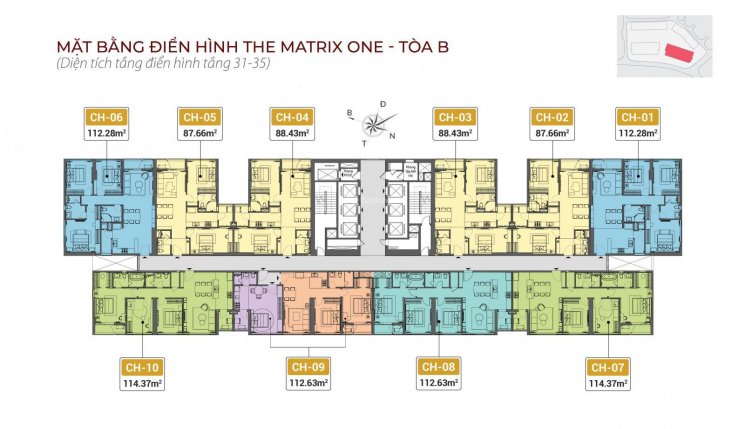 MẶT BẰNG ĐIỂN HÌNH THE MATRIX ONE - TÒA B
(Diện tích tầng điển hình tầng 31-35)
CH-06
112.28m²
CH-05
87.66m²
CH-04
88.43m²
B
D
T
N
CH-03
88.43m²
CH-02
87.66m²
CH-01
112.28m²
CH-10
114.37m²
CH-09
112.63m²
CH-08
112.63m²
CH-07
114.37m²